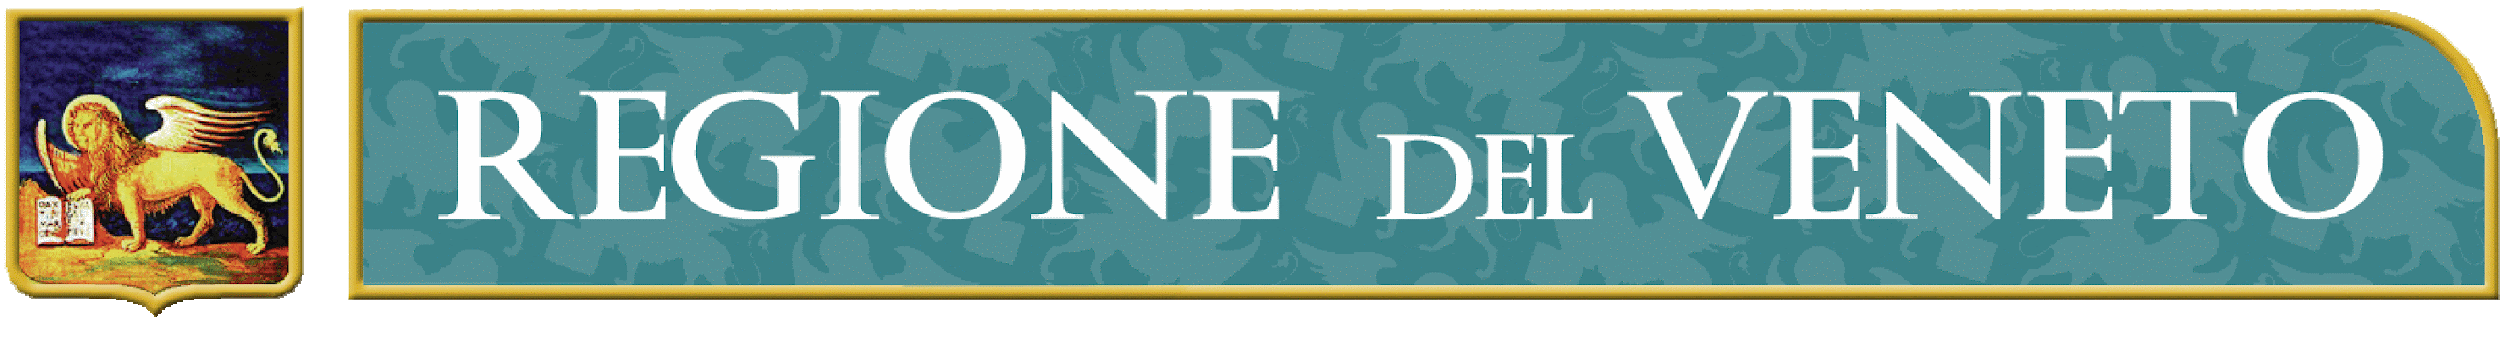 REGIONE DEL VENETO